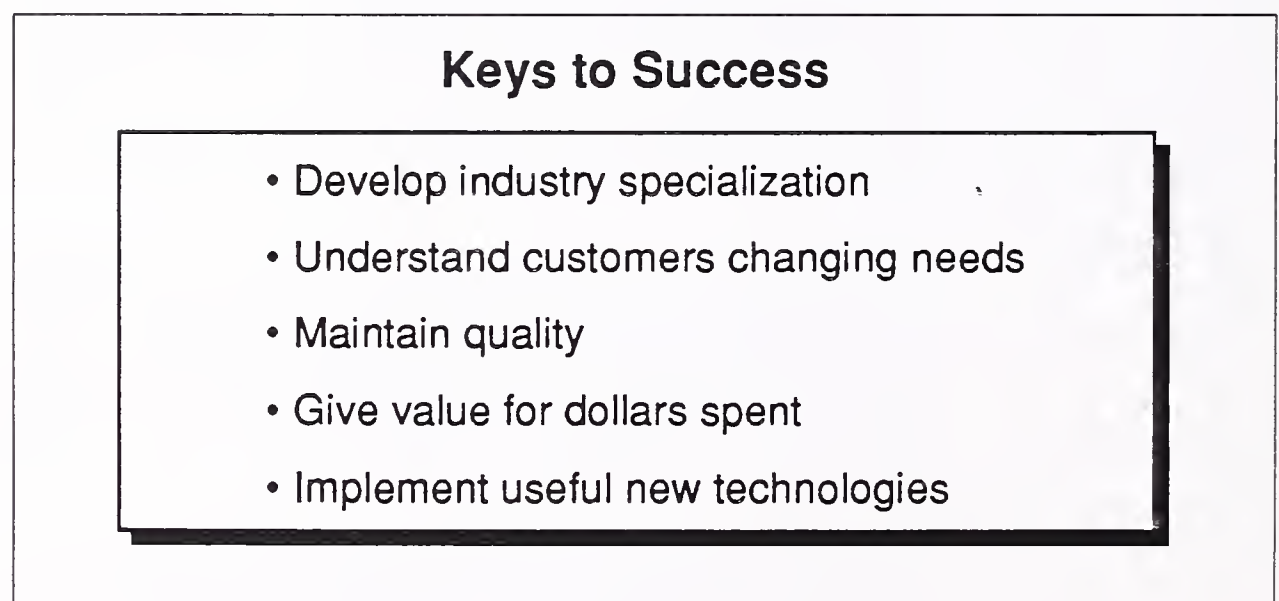 Keys to Success
• Develop industry specialization
• Understand customers changing needs
• Maintain quality
• Give value for dollars spent
• Implement useful new technologies